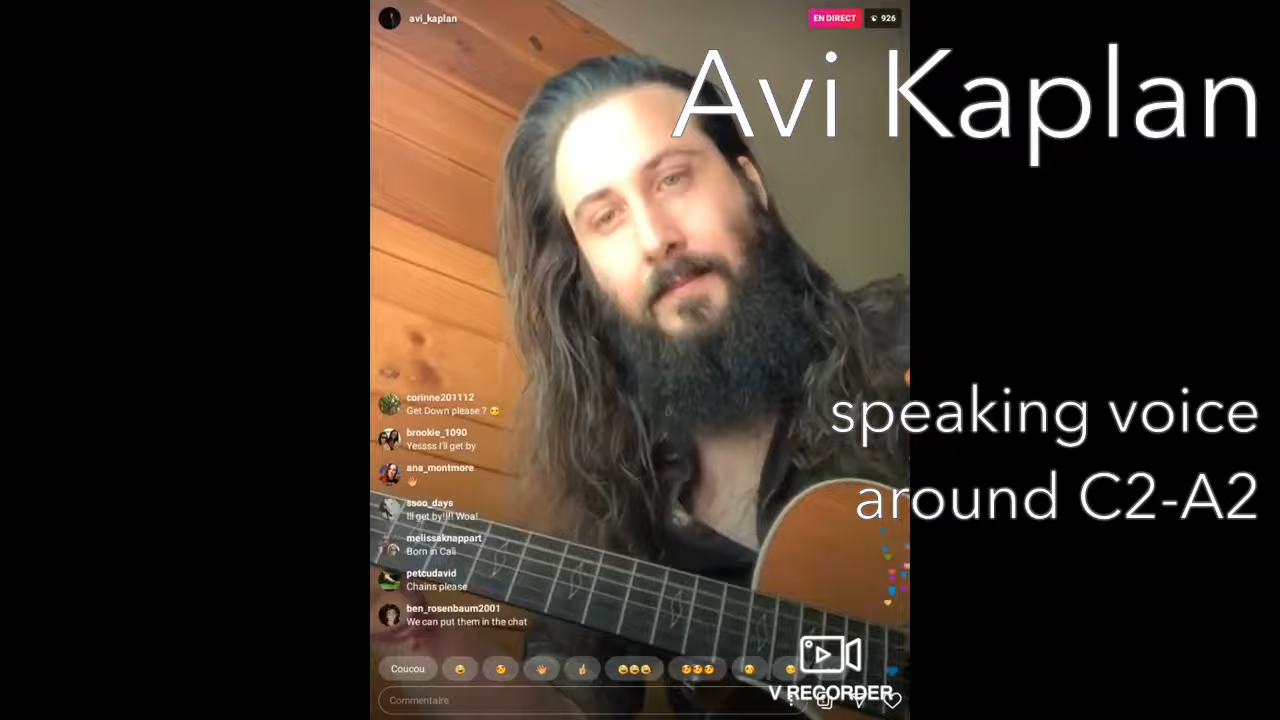 avi_kaplan
EN DIRECT
926
Avi Kaplan
speaking voice
around C2-A2
corinne201112
Get Down please ? 😶
brookie_1090
Yessss I'll get by
ana_montmore
👋
ssoo_days
Ill get by!!!! Woa!
melissaknappart
Born in Cali
petcudavid
Chains please
ben_rosenbaum2001
We can put them in the chat
Coucou
V RECORDER
Commentaire